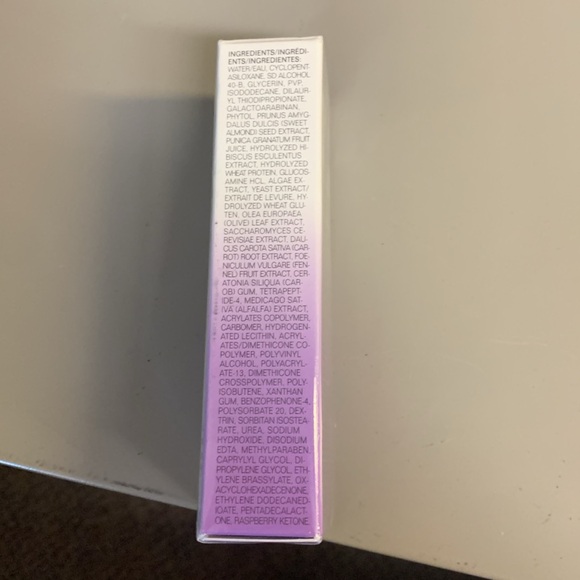 INGREDIENTS/INGRÉDI-
ENTS/INGREDIENTES:
WATER/EAU, CYCLOPENT-
ASILOXANE, SD ALCOHOL
40-B, GLYCERIN, PVP,
ISODODECANE, DILAUR-
YL THIODIPROPIONATE,
GALACTOARABINAN,
PHYTOL, PRUNUS AMYG-
DALUS DULCIS (SWEET
ALMOND) SEED EXTRACT,
PUNICA GRANATUM FRUIT
JUICE, HYDROLYZED HI-
BISCUS ESCULENTUS
EXTRACT, HYDROLYZED
WHEAT PROTEIN, GLUCOS-
AMINE HCL, ALGAE EX-
TRACT, YEAST EXTRACT/
EXTRAIT DE LEVURE, HY-
DROLYZED WHEAT GLU-
TEN, OLEA EUROPAEA
(OLIVE) LEAF EXTRACT,
SACCHAROMYCES CE-
REVISIAE EXTRACT, DAU-
CUS CAROTA SATIVA (CAR-
ROT) ROOT EXTRACT, FOE-
NICULUM VULGARE (FEN-
NEL) FRUIT EXTRACT, CER-
ATONIA SILIQUA (CAR-
OB) GUM, TETRAPEPT-
IDE-4, MEDICAGO SAT-
IVA (ALFALFA) EXTRACT,
ACRYLATES COPOLYMER,
CARBOMER, HYDROGEN-
ATED LECITHIN, ACRYL-
ATES/DIMETHICONE CO-
POLYMER, POLYVINYL
ALCOHOL, POLYACRYL-
ATE-13, DIMETHICONE
CROSSPOLYMER, POLY-
ISOBUTENE, XANTHAN
GUM, BENZOPHENONE-4,
POLYSORBATE 20, DEX-
TRIN, SORBITAN ISOSTEA-
RATE, UREA, SODIUM
HYDROXIDE, DISODIUM
EDTA, METHYLPARABEN,
CAPRYLYL GLYCOL, DI-
PROPYLENE GLYCOL, ETH-
YLENE BRASSYLATE, OX-
ACYCLOHEXADECENONE,
ETHYLENE DODECANED-
IOATE, PENTADECALACT-
ONE, RASPBERRY KETONE,